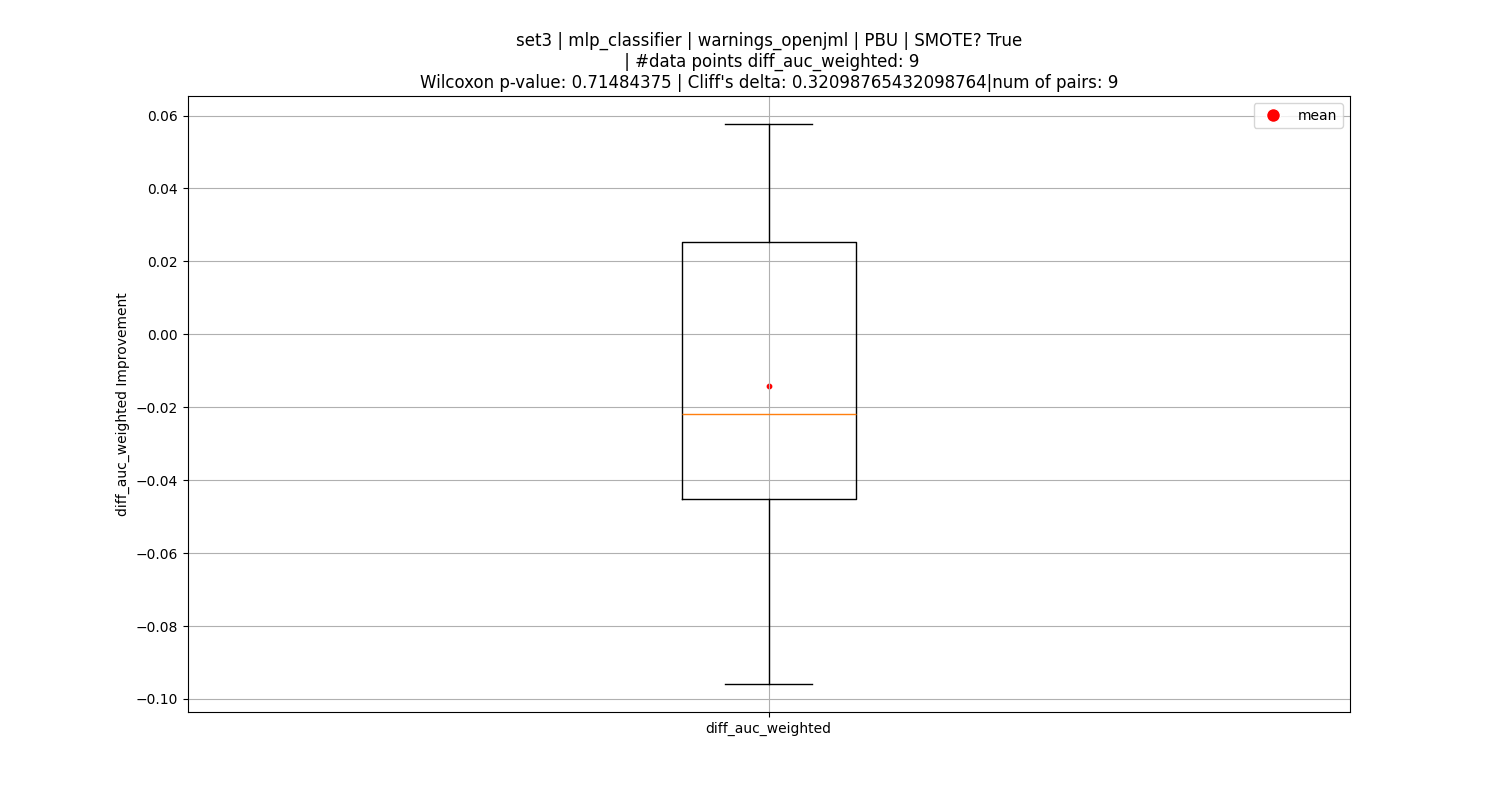 set3 | mlp_classifier | warnings_openjml | PBU | SMOTE? True
| #data points diff_auc_weighted: 9
Wilcoxon p-value: 0.71484375 | Cliff's delta: 0.32098765432098764|num of pairs: 9
mean
0.06
0.04
0.02
0.00
−0.02
−0.04
−0.06
−0.08
−0.10
diff_auc_weighted Improvement
diff_auc_weighted